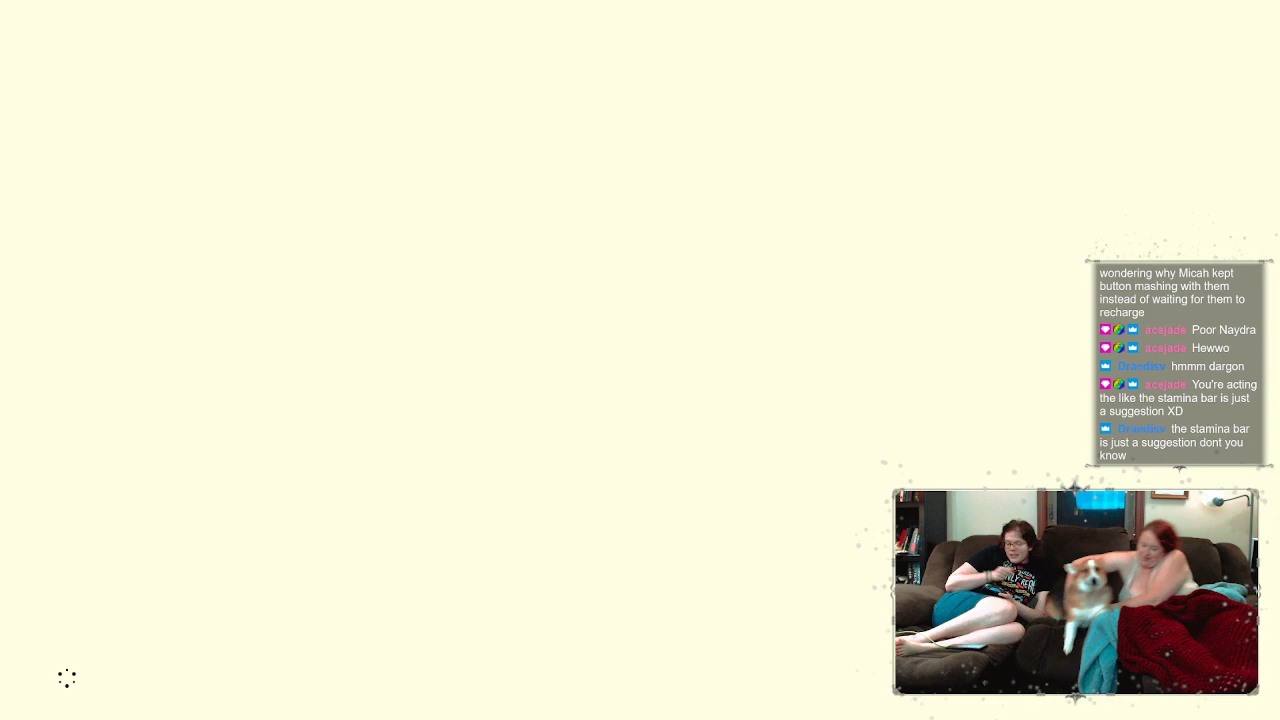 wondering why Micah kept
button mashing with them
instead of waiting for them to
recharge
acejade Poor Naydra
acejade Hewwo
hmmm dargon
acejade You're acting
the like the stamina bar is just
a suggestion XD
the stamina bar
is just a suggestion dont you
know